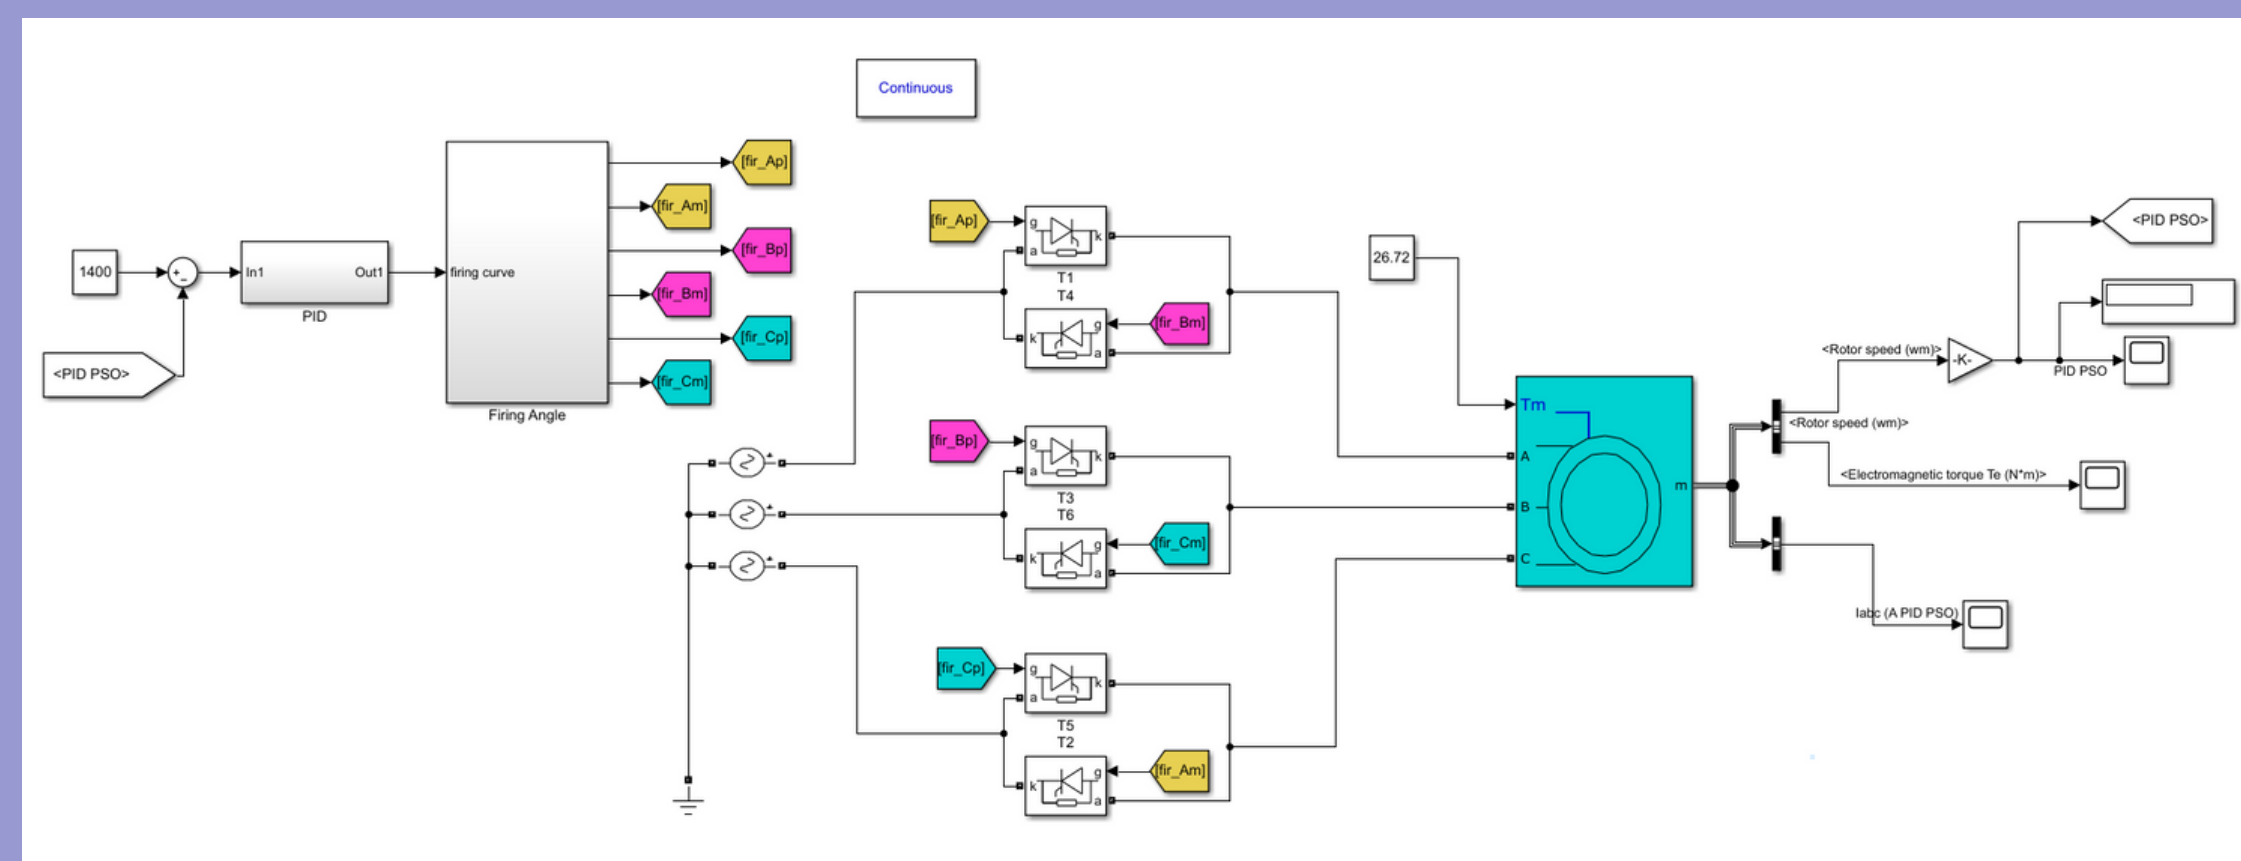 Continuous
[fir_Ap]
[fir_Am]
[fir_Bp]
[fir_Bm]
[fir_Cp]
[fir_Cm]
1400
+
-
In1
Out1
PID
firing curve
Firing Angle
<PID PSO>
[fir_Ap]
g
a
k
T1
T4
[fir_Bm]
k
g
a
[fir_Bp]
g
a
k
T3
T6
[fir_Cm]
k
g
a
[fir_Cp]
g
a
k
T5
T2
[fir_Am]
k
g
a
+
+
+
26.72
Tm
A
B
C
m
<Rotor speed (wm)>
-K-
<PID PSO>
PID PSO
<Rotor speed (wm)>
<Electromagnetic torque Te (N*m)>
Iabc (A PID PSO)